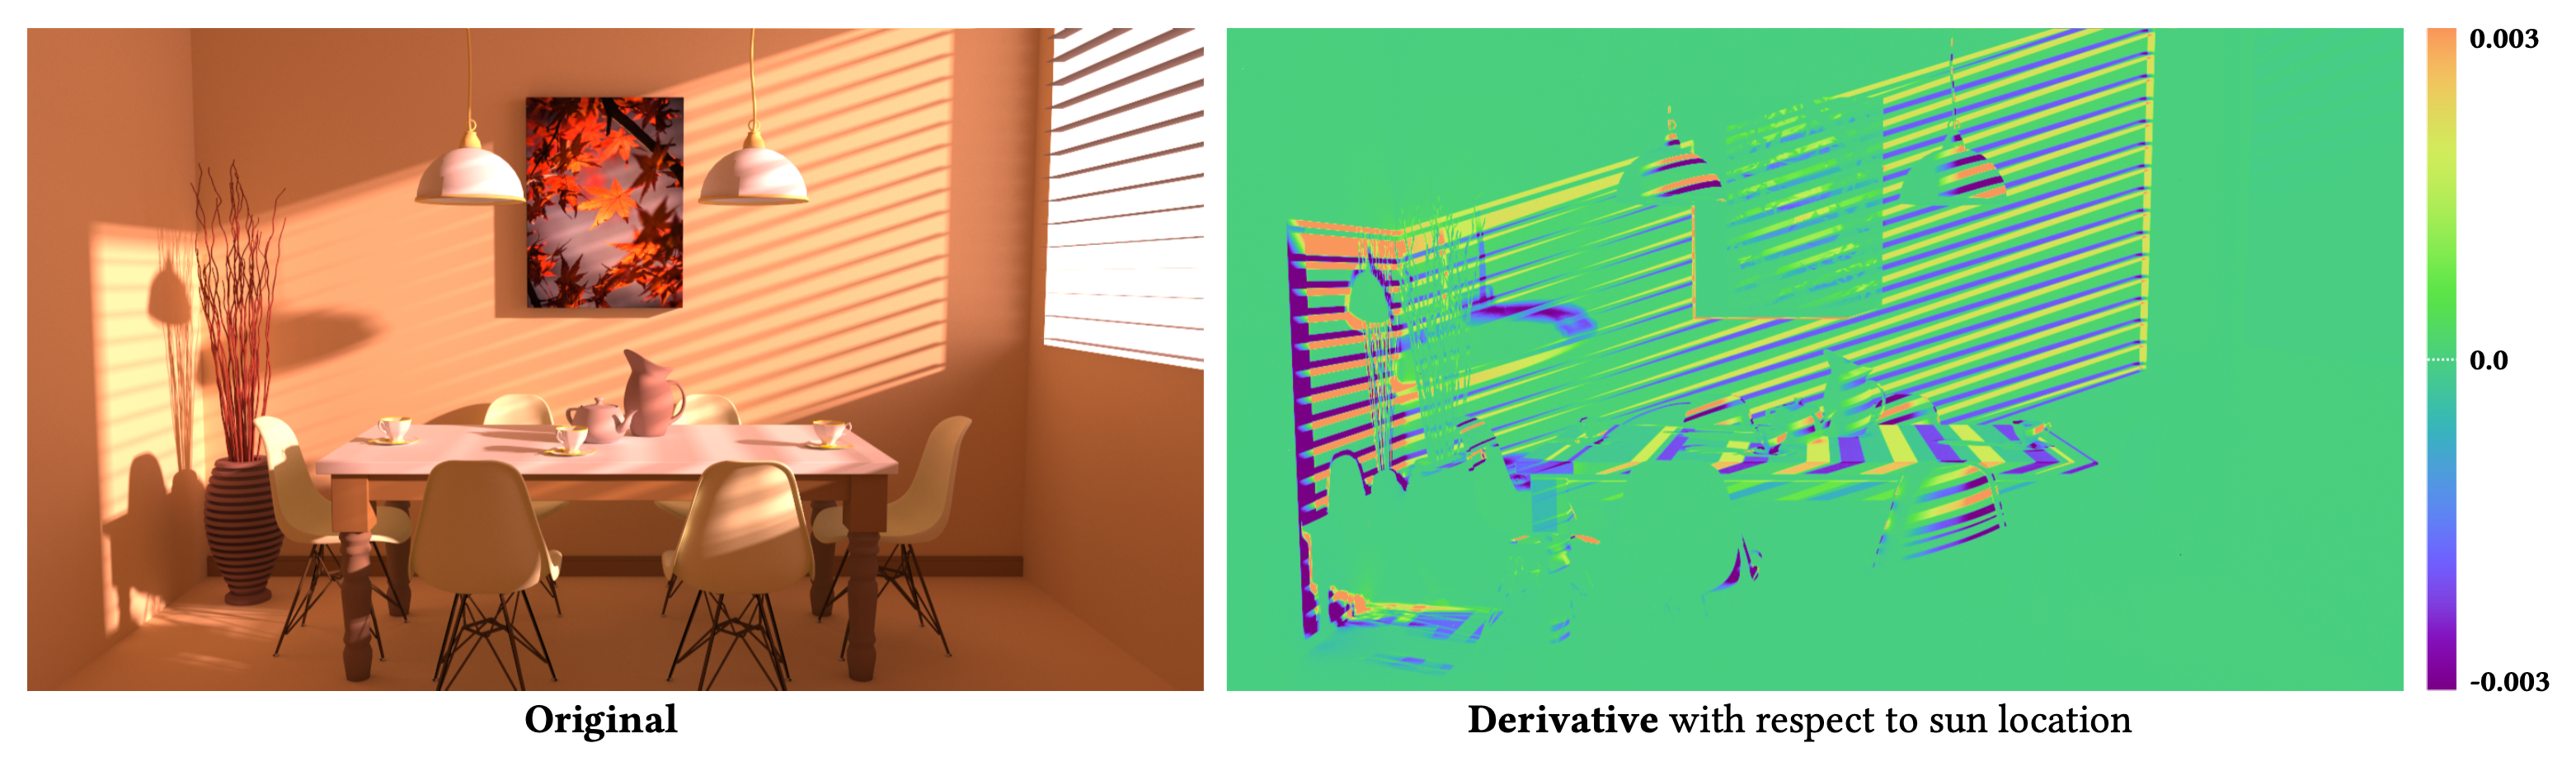 0.003
0.0
-0.003
Original
Derivative with respect to sun location